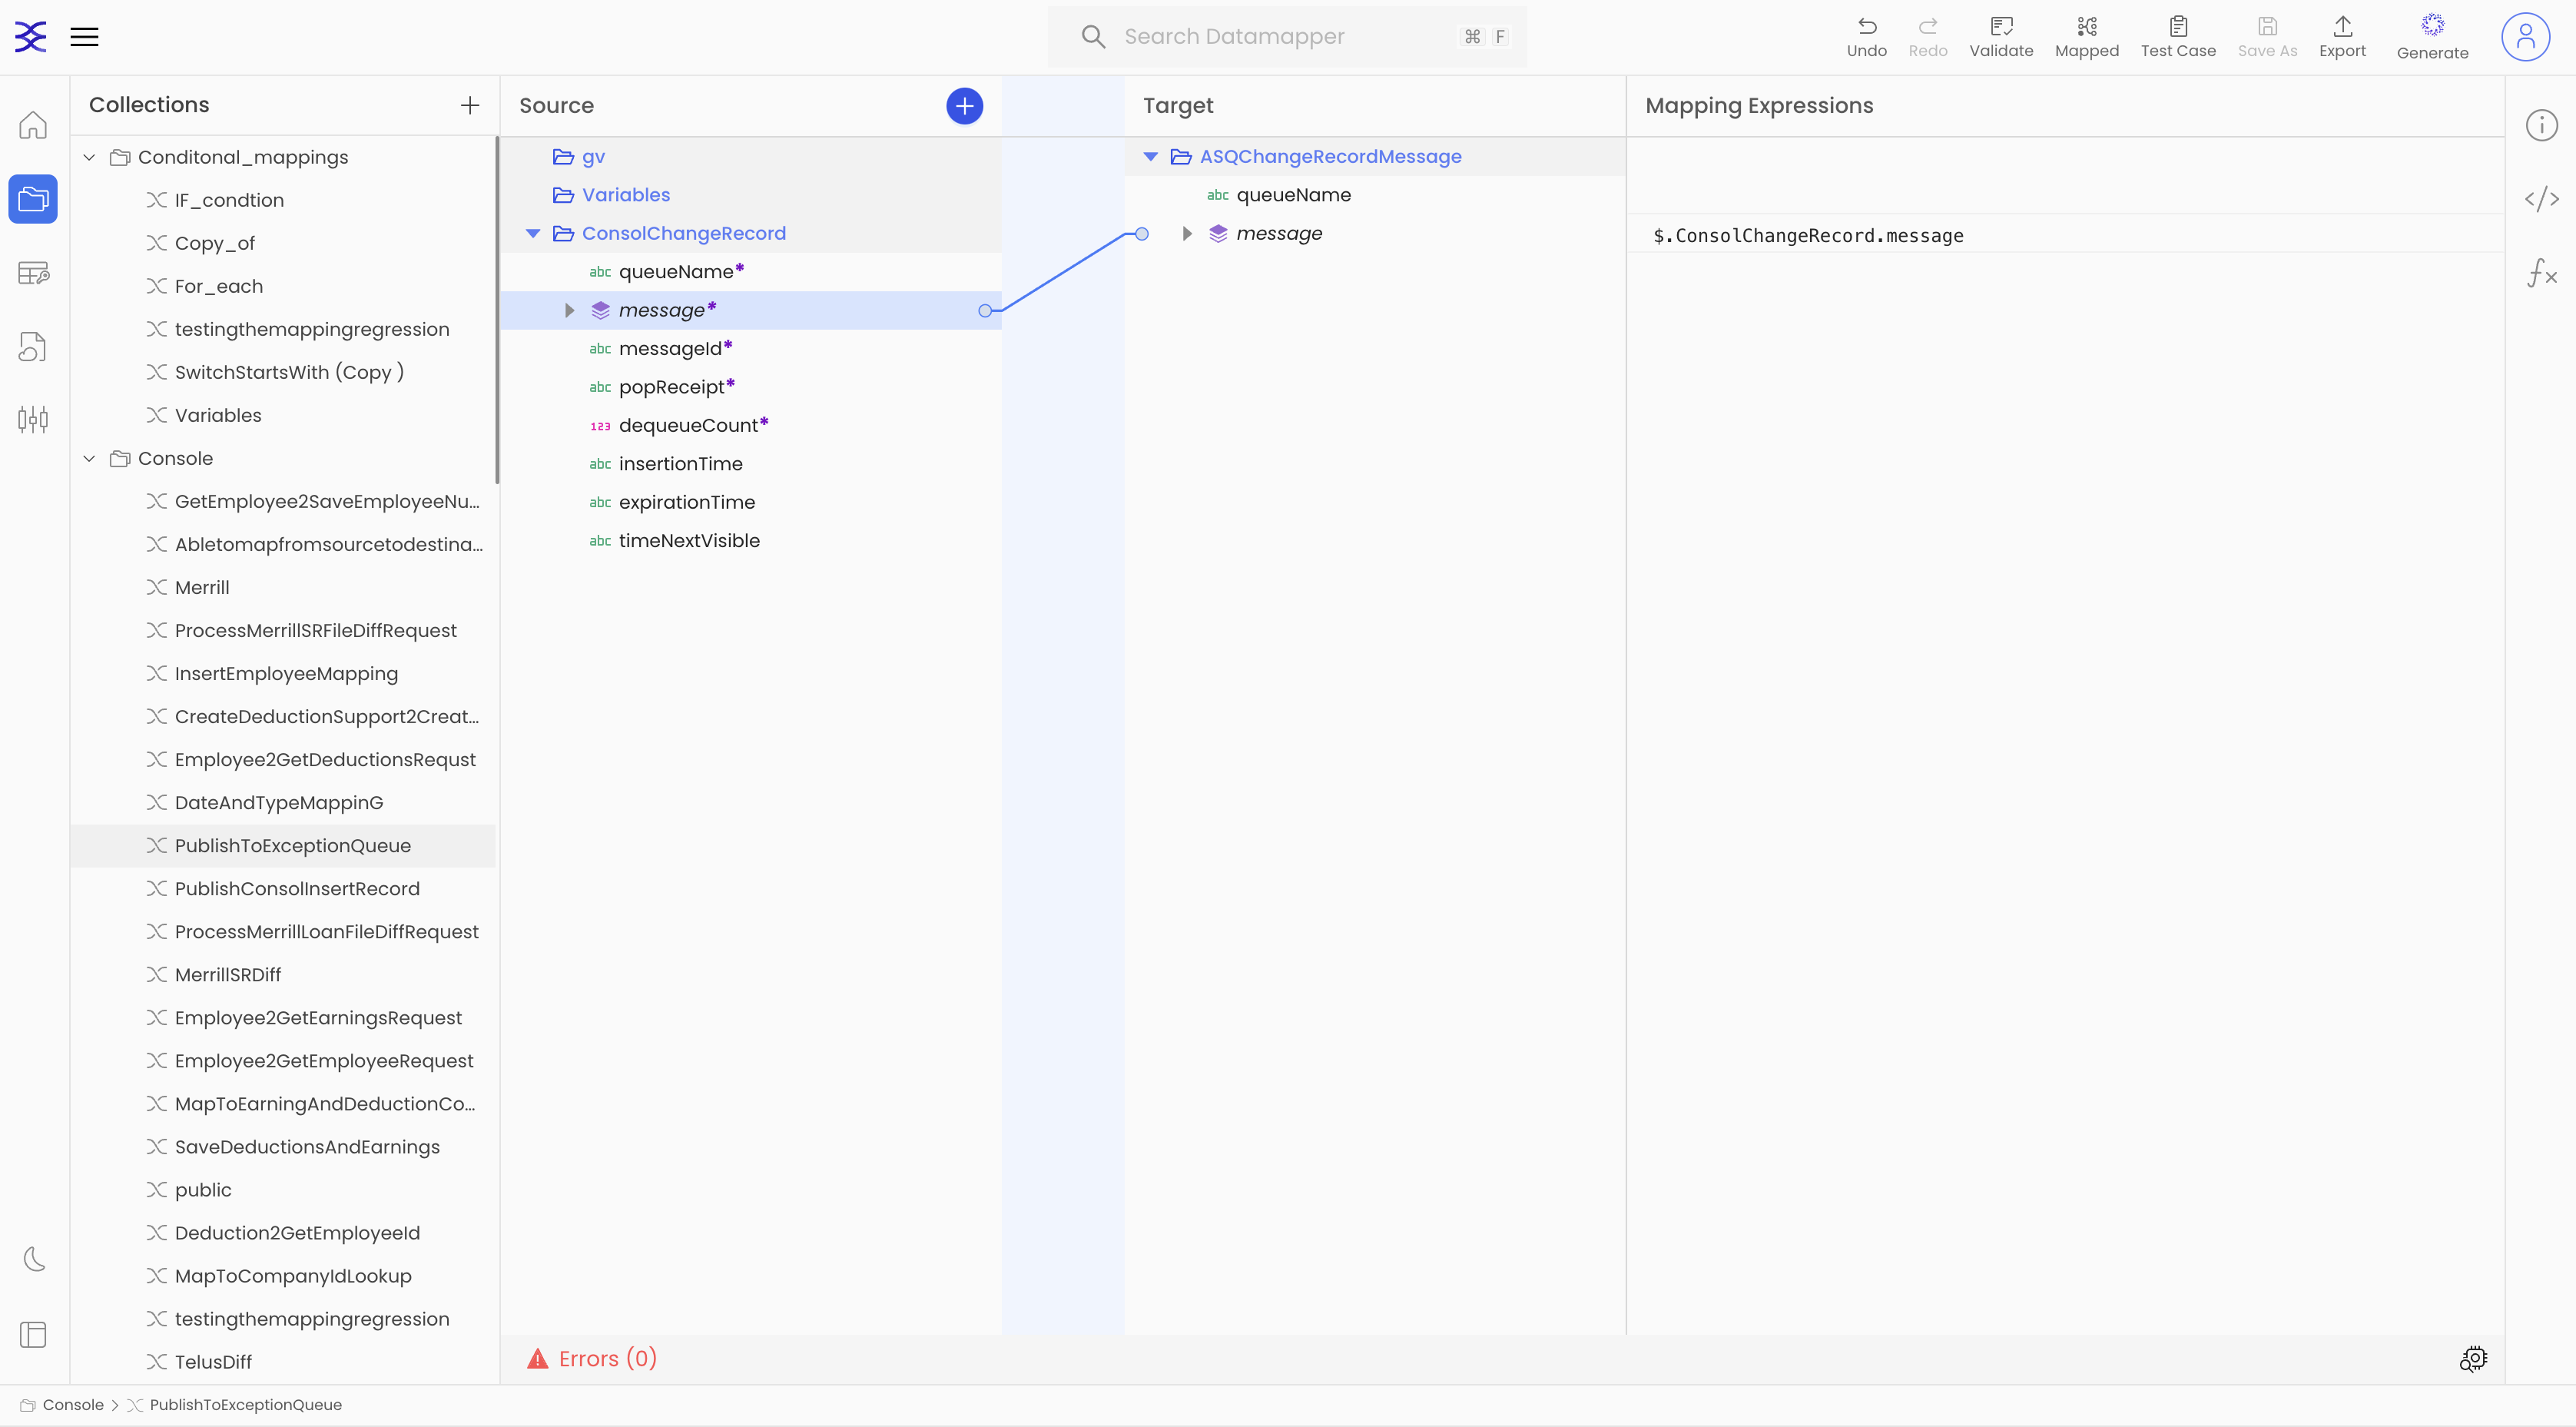 Search Datamapper
⌘ F
Undo
Redo
Validate
Mapped
Test Case
Save As
Export
Generate
Collections
Conditonal_mappings
IF_condtion
Copy_of
For_each
testingthemappingregression
SwitchStartsWith (Copy )
Variables
Console
GetEmployee2SaveEmployeeNu...
Abletomapfromsourcetodestina...
Merrill
ProcessMerrillSRFileDiffRequest
InsertEmployeeMapping
CreateDeductionSupport2Creat...
Employee2GetDeductionsRequst
DateAndTypeMappinG
PublishToExceptionQueue
PublishConsolInsertRecord
ProcessMerrillLoanFileDiffRequest
MerrillSRDiff
Employee2GetEarningsRequest
Employee2GetEmployeeRequest
MapToEarningAndDeductionCo...
SaveDeductionsAndEarnings
public
Deduction2GetEmployeeId
MapToCompanyIdLookup
testingthemappingregression
TelusDiff
Source
gv
Variables
ConsolChangeRecord
abc queueName*
message*
abc messageId*
abc popReceipt*
123 dequeueCount*
abc insertionTime
abc expirationTime
abc timeNextVisible
Target
ASQChangeRecordMessage
abc queueName
message
Mapping Expressions
$.ConsolChangeRecord.message
</>
fx
Errors (0)
Console > PublishToExceptionQueue